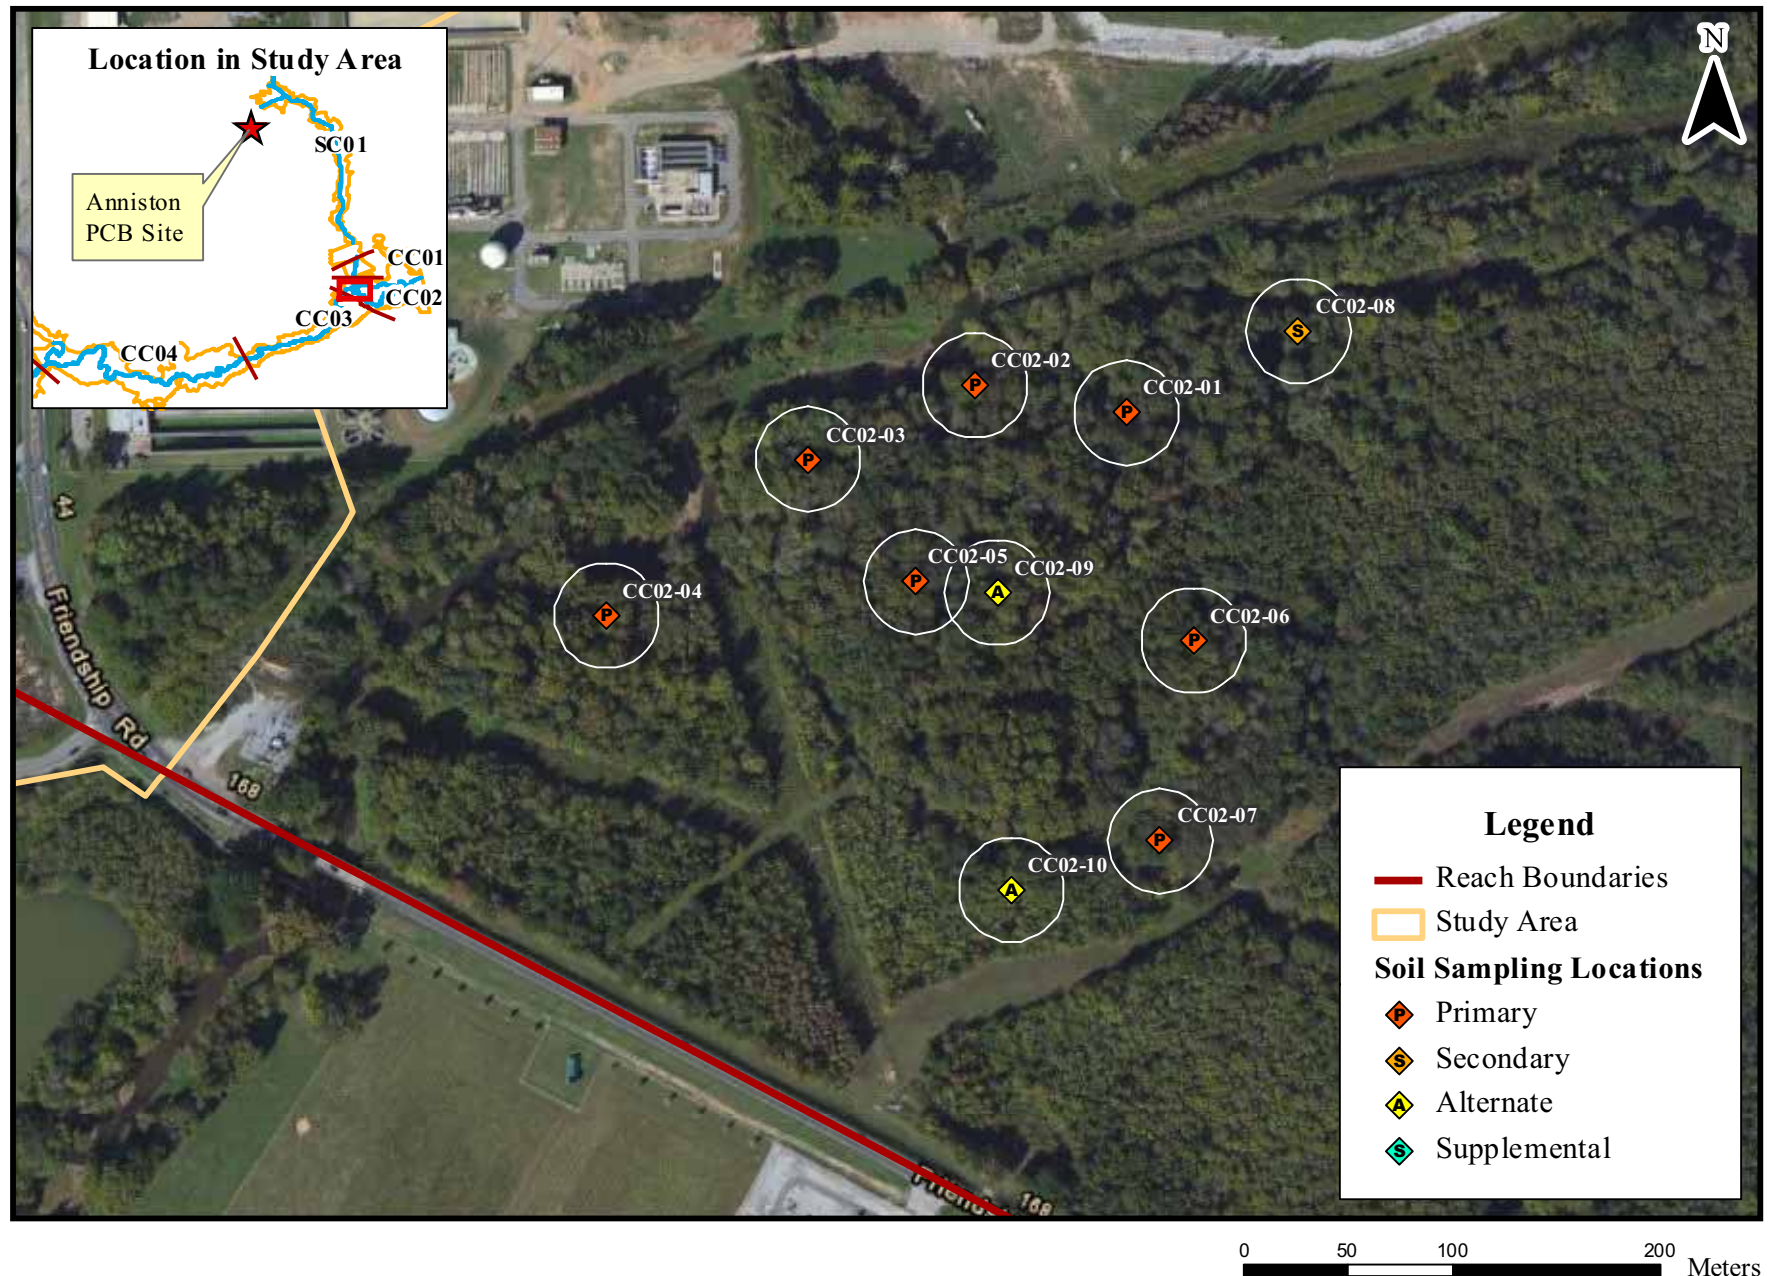 Location in Study Area
SC01
Anniston
PCB Site
CC01
CC02
CC03
CC04
N
CC02-08
S
CC02-02
P
CC02-01
P
CC02-03
P
CC02-05
P
CC02-09
A
CC02-04
P
CC02-06
P
CC02-07
P
CC02-10
A
44
Friendship Rd
168
168
Legend
Reach Boundaries
Study Area
Soil Sampling Locations
P Primary
S Secondary
A Alternate
S Supplemental
0 50 100 200
Meters